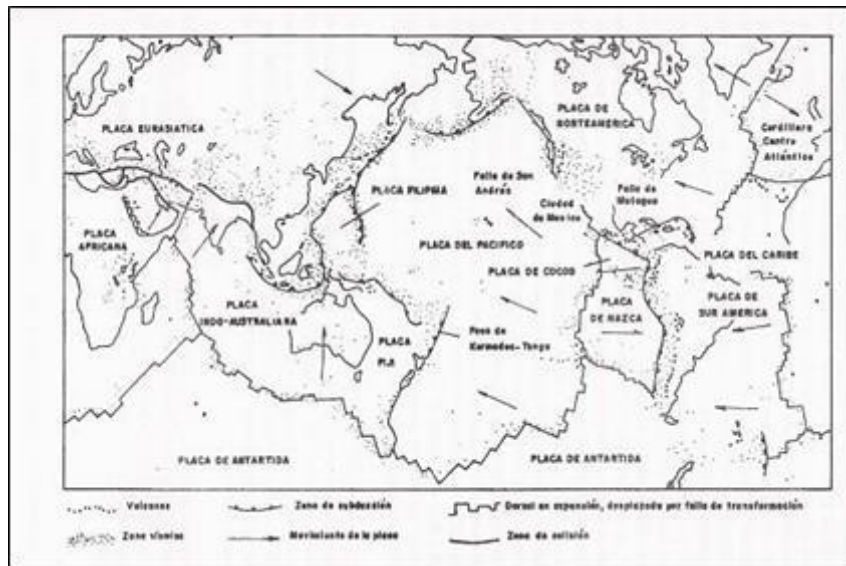 PLACA EURASIATICA
PLACA DE
NORTEAMERICA
Cordillera
Centro
Atlántica
Falla de San
Andrés
Falla de
Motagua
PLACA FILIPINA
Ciudad
de Mexico
PLACA
AFRICANA
PLACA DEL PACIFICO
PLACA DEL CARIBE
PLACA DE COCOS
PLACA
INDO-AUSTRALIANA
PLACA
DE NAZCA
PLACA DE
SUR AMERICA
PLACA
FIJI
Fosa de
Karmadec-Tonga
PLACA DE ANTARTIDA
PLACA DE ANTARTIDA
Volcanes
Zona de subducción
Dorsal en expansión, desplazada por falla de transformación
Zona sísmica
Movimiento de la placa
Zona de colisión